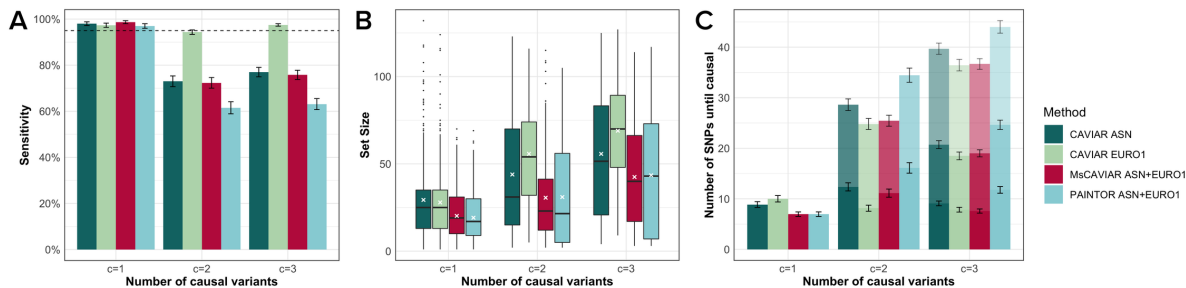 A
Sensitivity
100%
80%
60%
40%
20%
0%
c=1
c=2
c=3
Number of causal variants
B
Set Size
100
50
0
c=1
c=2
c=3
Number of causal variants
C
Number of SNPs until causal
40
30
20
10
0
c=1
c=2
c=3
Number of causal variants
Method
CAVIAR ASN
CAVIAR EURO1
MsCAVIAR ASN+EURO1
PAINTOR ASN+EURO1